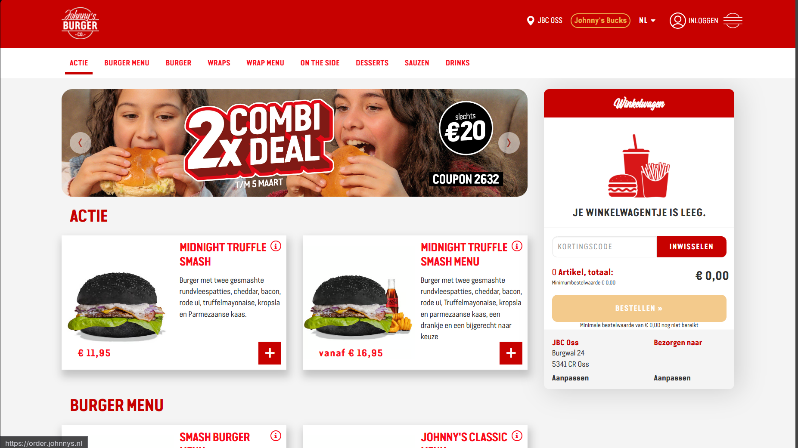 Johnny's
BURGER
CO.
JBC OSS
Johnny's Bucks
NL
INLOGGEN
ACTIE
BURGER MENU
BURGER
WRAPS
WRAP MENU
ON THE SIDE
DESSERTS
SAUZEN
DRINKS
2x COMBI
DEAL
T/M 5 MAART
slechts
€20
COUPON 2632
Winkelwagen
JE WINKELWAGENTJE IS LEEG.
KORTINGSCODE
INWISSELEN
0 Artikel, totaal:
€ 0,00
Minimumbestelwaarde € 0,00
BESTELLEN »
Minimale bestelwaarde van € 0,00 nog niet bereikt
JBC Oss
Burgwal 24
5341 CR Oss
Aanpassen
Bezorgen naar
Aanpassen
ACTIE
MIDNIGHT TRUFFLE
SMASH
Burger met twee gesmashte
rundvleespatties, cheddar, bacon,
rode ui, truffelmayonaise, kropsla
en Parmezaanse kaas.
€ 11,95
+
MIDNIGHT TRUFFLE
SMASH MENU
Burger met twee gesmashte
rundvleespatties, cheddar, bacon,
rode ui, Truffelmayonaise, kropsla
en parmezaanse kaas, een
drankje en een bijgerecht naar
keuze
vanaf € 16,95
+
BURGER MENU
SMASH BURGER
JOHNNY'S CLASSIC
https://order.johnnys.nl